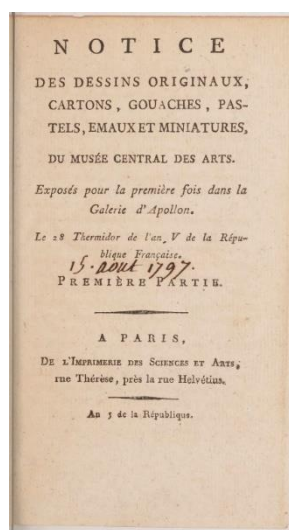 NOTICE
DES DESSINS ORIGINAUX,
CARTONS, GOUACHES, PAS-
TELS, EMAUX ET MINIATURES,
DU MUSÉE CENTRAL DES ARTS.
Exposés pour la première fois dans la
Galerie d'Apollon.
Le 28 Thermidor de l'an V de la Répu-
blique Française.
15. aout 1797.
PREMIÈRE PARTIE.
A PARIS,
DE L'IMPRIMERIE DES SCIENCES ET ARTS,
rue Thérèse, près la rue Helvétius.
An 5 de la République.